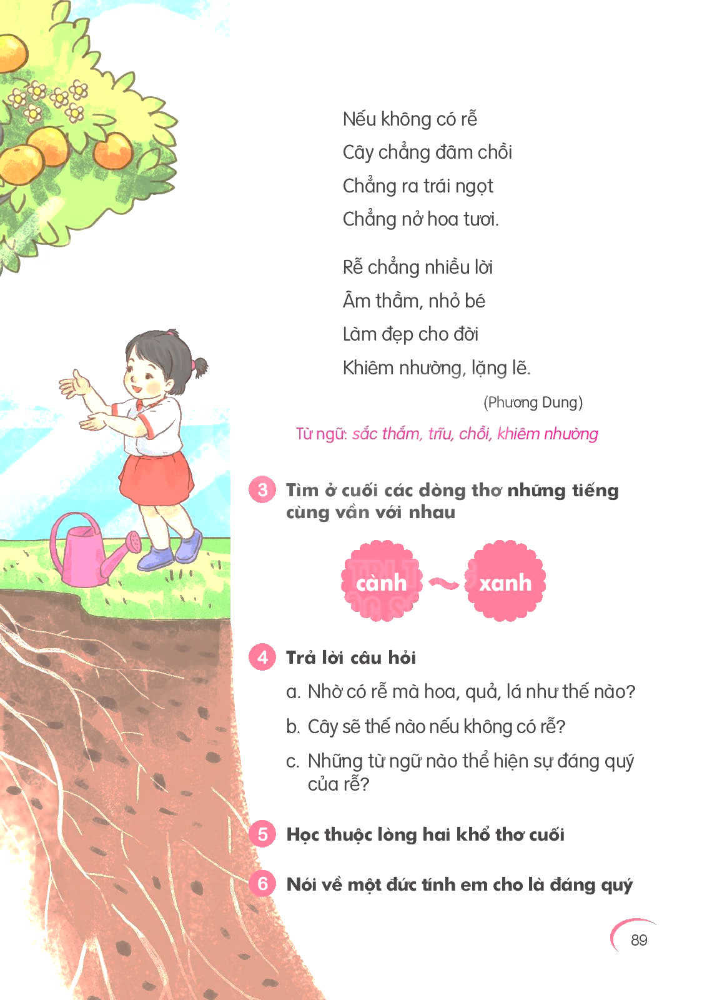 Nếu không có rễ
Cây chẳng đâm chồi
Chẳng ra trái ngọt
Chẳng nở hoa tươi.
Rễ chẳng nhiều lời
Âm thầm, nhỏ bé
Làm đẹp cho đời
Khiêm nhường, lặng lẽ.
(Phương Dung)
Từ ngữ: sắc thắm, trĩu, chồi, khiêm nhường
3 Tìm ở cuối các dòng thơ những tiếng
cùng vần với nhau
cành ~ xanh
4 Trả lời câu hỏi
a. Nhờ có rễ mà hoa, quả, lá như thế nào?
b. Cây sẽ thế nào nếu không có rễ?
c. Những từ ngữ nào thể hiện sự đáng quý
của rễ?
5 Học thuộc lòng hai khổ thơ cuối
6 Nói về một đức tính em cho là đáng quý
89